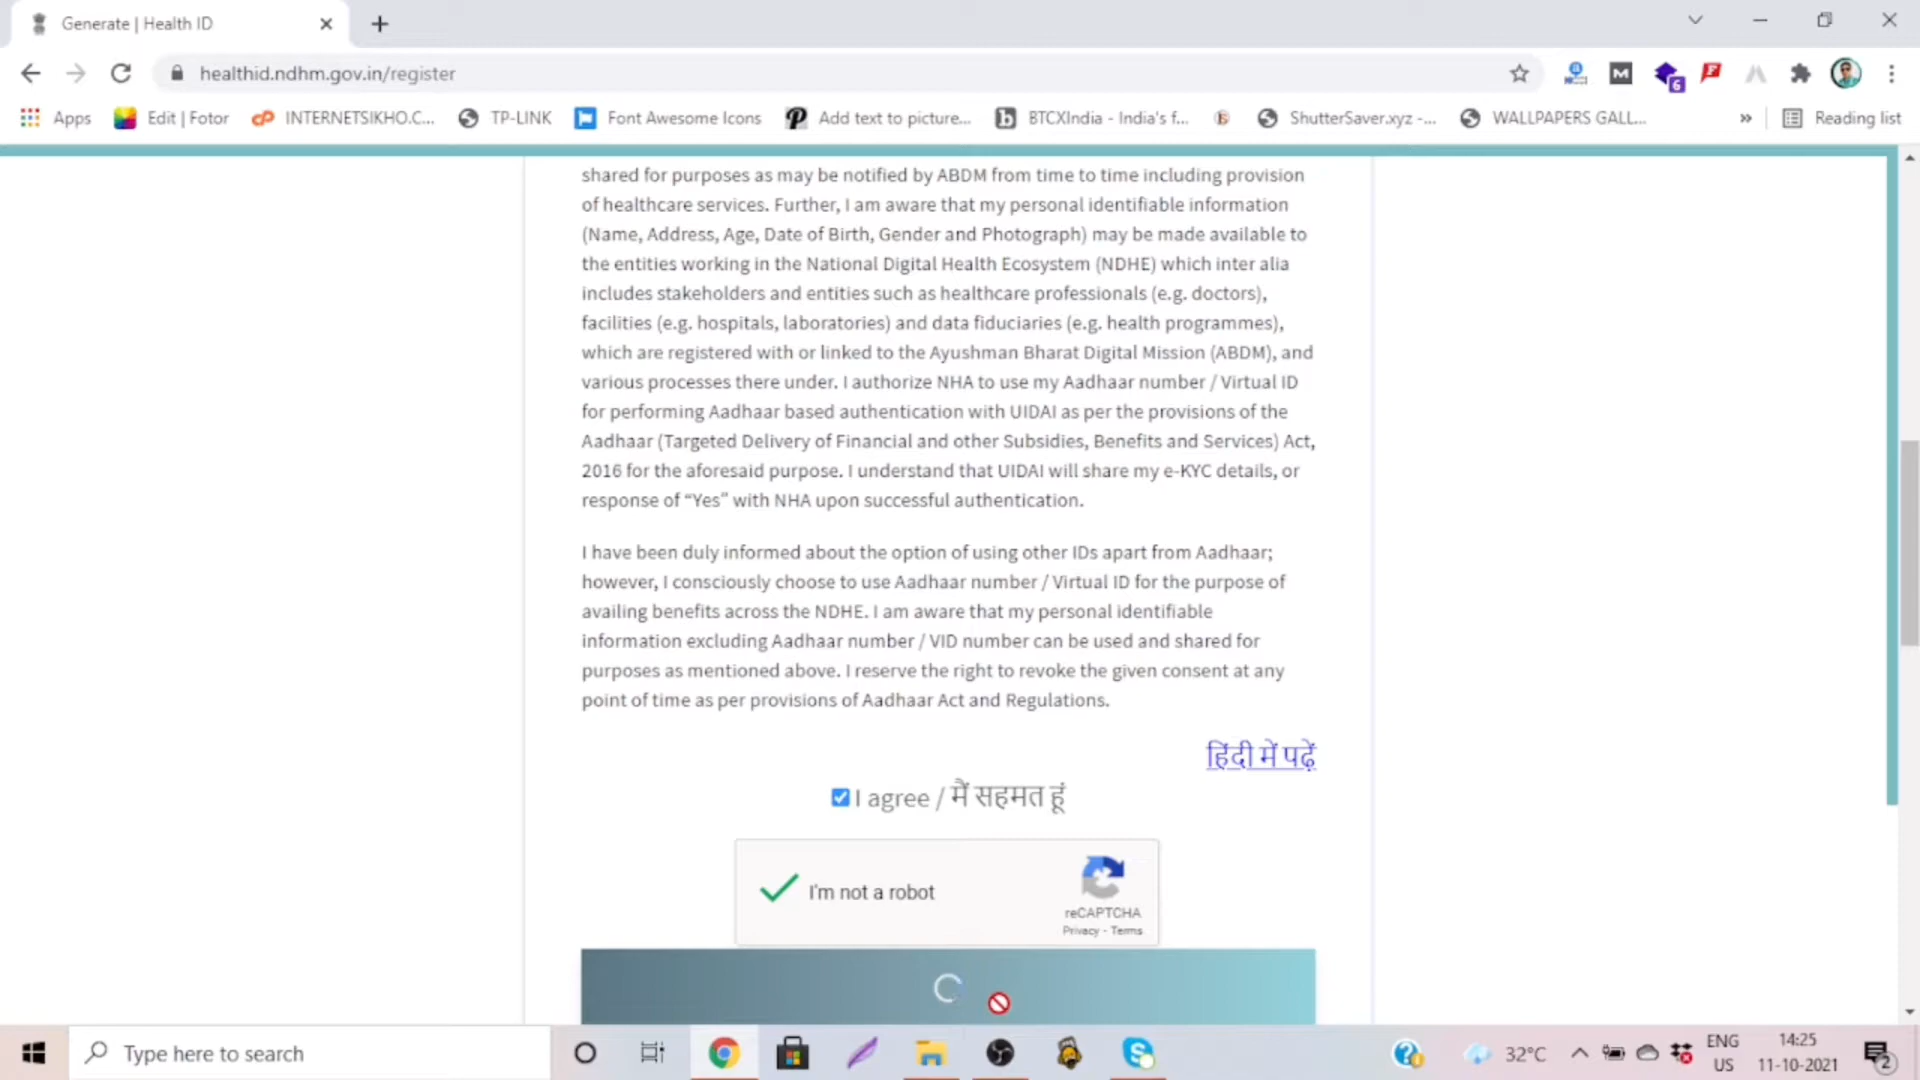 Generate | Health ID
healthid.ndhm.gov.in/register
6
Apps
Edit | Fotor
INTERNETSIKHO.C...
TP-LINK
Font Awesome Icons
Add text to picture...
BTCXIndia - India's f...
ShutterSaver.xyz -...
WALLPAPERS GALL...
»
Reading list
shared for purposes as may be notified by ABDM from time to time including provision
of healthcare services. Further, I am aware that my personal identifiable information
(Name, Address, Age, Date of Birth, Gender and Photograph) may be made available to
the entities working in the National Digital Health Ecosystem (NDHE) which inter alia
includes stakeholders and entities such as healthcare professionals (e.g. doctors),
facilities (e.g. hospitals, laboratories) and data fiduciaries (e.g. health programmes),
which are registered with or linked to the Ayushman Bharat Digital Mission (ABDM), and
various processes there under. I authorize NHA to use my Aadhaar number / Virtual ID
for performing Aadhaar based authentication with UIDAI as per the provisions of the
Aadhaar (Targeted Delivery of Financial and other Subsidies, Benefits and Services) Act,
2016 for the aforesaid purpose. I understand that UIDAI will share my e-KYC details, or
response of “Yes” with NHA upon successful authentication.
I have been duly informed about the option of using other IDs apart from Aadhaar;
however, I consciously choose to use Aadhaar number / Virtual ID for the purpose of
availing benefits across the NDHE. I am aware that my personal identifiable
information excluding Aadhaar number / VID number can be used and shared for
purposes as mentioned above. I reserve the right to revoke the given consent at any
point of time as per provisions of Aadhaar Act and Regulations.
हिंदी में पढ़ें
I agree / मैं सहमत हूं
I'm not a robot
reCAPTCHA
Privacy - Terms
Type here to search
32°C
ENG
US
14:25
11-10-2021
2